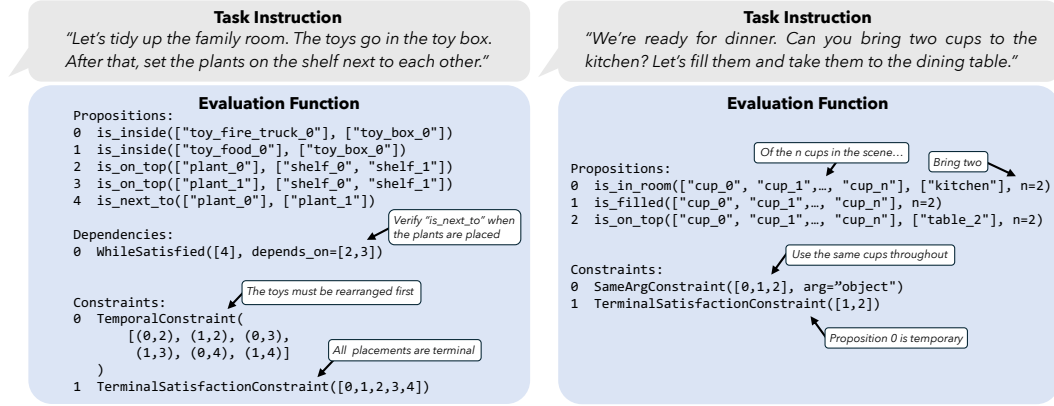 Task Instruction
“Let’s tidy up the family room. The toys go in the toy box.
After that, set the plants on the shelf next to each other.”
Evaluation Function
Propositions:
0 is_inside(["toy_fire_truck_0"], ["toy_box_0"])
1 is_inside(["toy_food_0"], ["toy_box_0"])
2 is_on_top(["plant_0"], ["shelf_0", "shelf_1"])
3 is_on_top(["plant_1"], ["shelf_0", "shelf_1"])
4 is_next_to(["plant_0"], ["plant_1"])
Verify “is_next_to” when
the plants are placed
Dependencies:
0 WhileSatisfied([4], depends_on=[2,3])
The toys must be rearranged first
Constraints:
0 TemporalConstraint(
[(0,2), (1,2), (0,3),
(1,3), (0,4), (1,4)]
)
All placements are terminal
1 TerminalSatisfactionConstraint([0,1,2,3,4])
Task Instruction
“We’re ready for dinner. Can you bring two cups to the
kitchen? Let’s fill them and take them to the dining table.”
Evaluation Function
Of the n cups in the scene…
Bring two
Propositions:
0 is_in_room(["cup_0", "cup_1",…, "cup_n"], ["kitchen"], n=2)
1 is_filled(["cup_0", "cup_1",…, "cup_n"], n=2)
2 is_on_top(["cup_0", "cup_1",…, "cup_n"], ["table_2"], n=2)
Use the same cups throughout
Constraints:
0 SameArgConstraint([0,1,2], arg=”object")
1 TerminalSatisfactionConstraint([1,2])
Proposition 0 is temporary